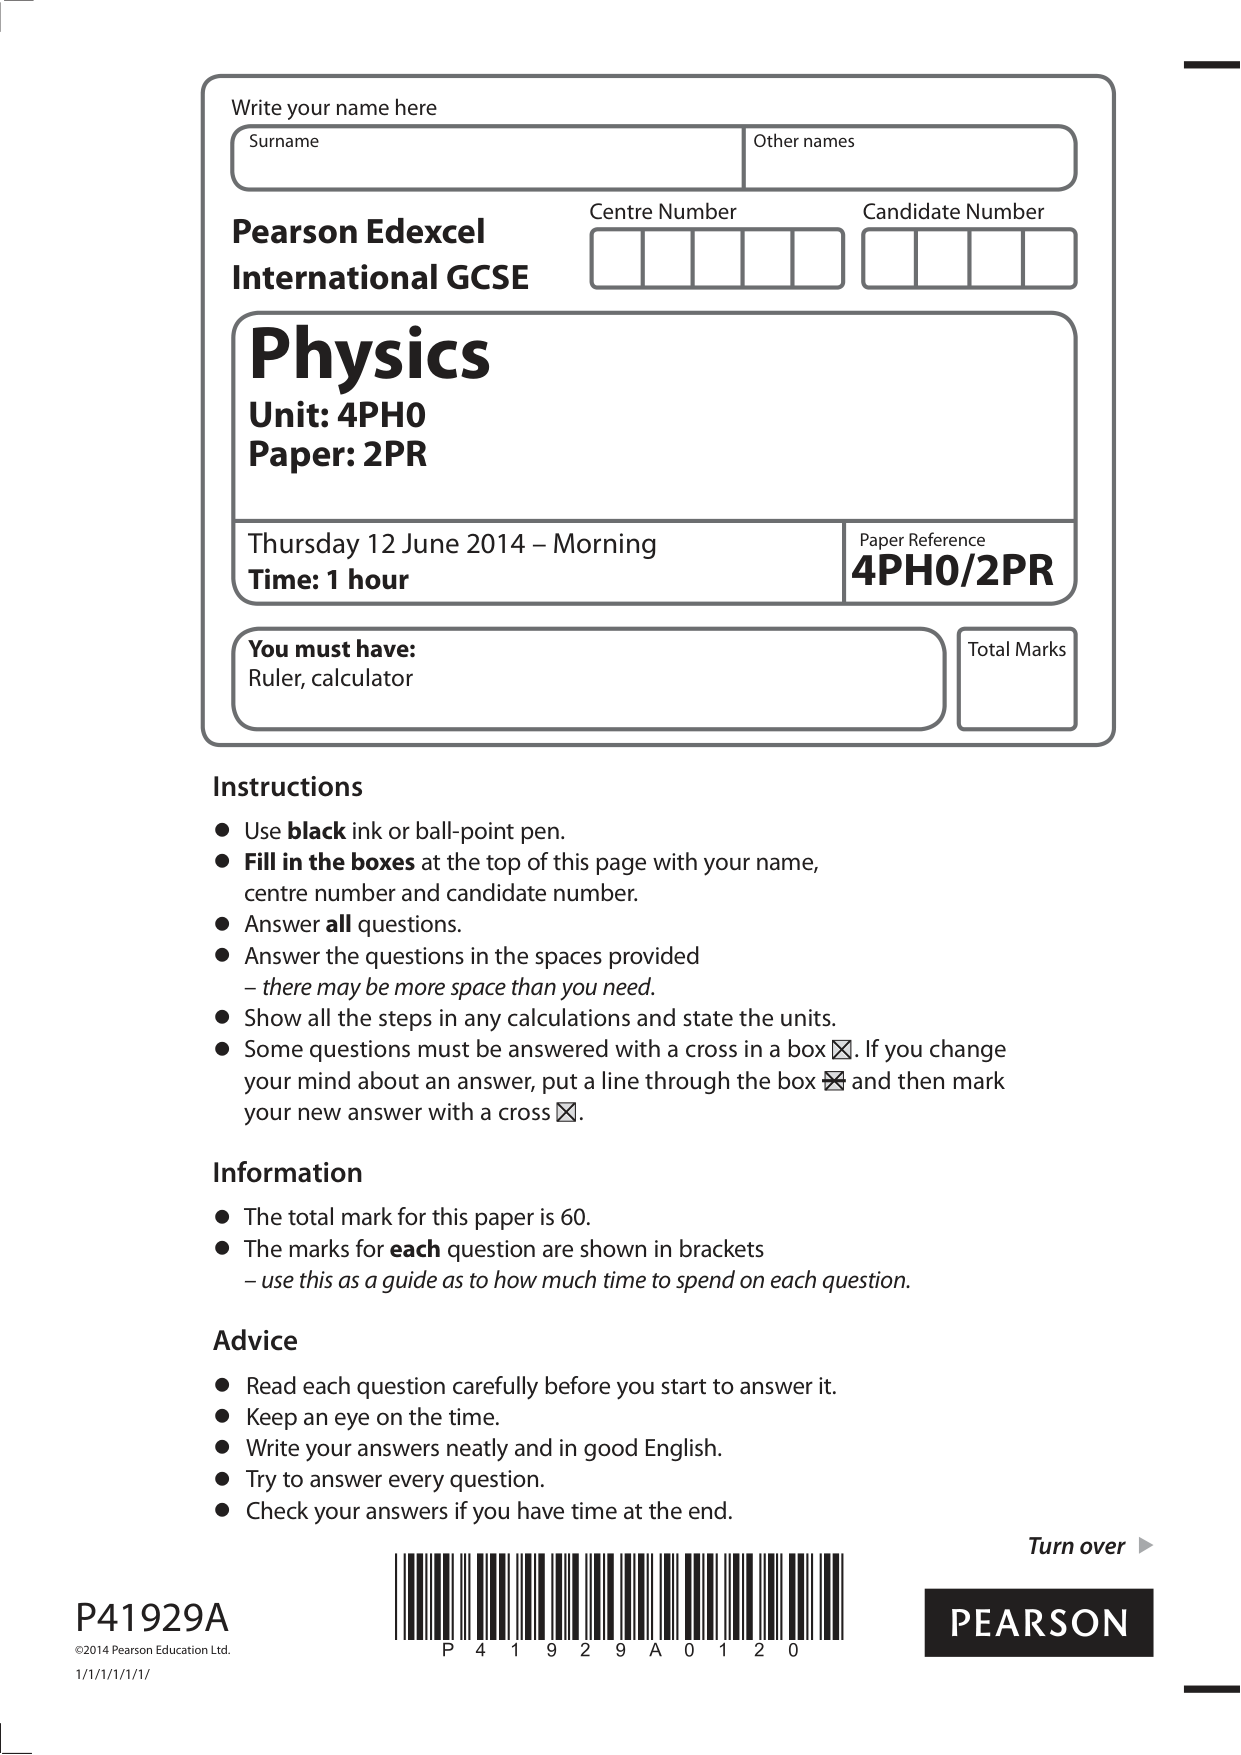 Write your name here
Surname
Other names
Pearson Edexcel
International GCSE
Centre Number
Candidate Number
Physics
Unit: 4PH0
Paper: 2PR
Thursday 12 June 2014 – Morning
Time: 1 hour
Paper Reference
4PH0/2PR
You must have:
Ruler, calculator
Total Marks
Instructions
● Use black ink or ball-point pen.
● Fill in the boxes at the top of this page with your name,
centre number and candidate number.
● Answer all questions.
● Answer the questions in the spaces provided
– there may be more space than you need.
● Show all the steps in any calculations and state the units.
● Some questions must be answered with a cross in a box ☒. If you change
your mind about an answer, put a line through the box ☒ and then mark
your new answer with a cross ☒.
Information
● The total mark for this paper is 60.
● The marks for each question are shown in brackets
– use this as a guide as to how much time to spend on each question.
Advice
● Read each question carefully before you start to answer it.
● Keep an eye on the time.
● Write your answers neatly and in good English.
● Try to answer every question.
● Check your answers if you have time at the end.
Turn over
P41929A
©2014 Pearson Education Ltd.
1/1/1/1/1/1/
P41929A0120
PEARSON